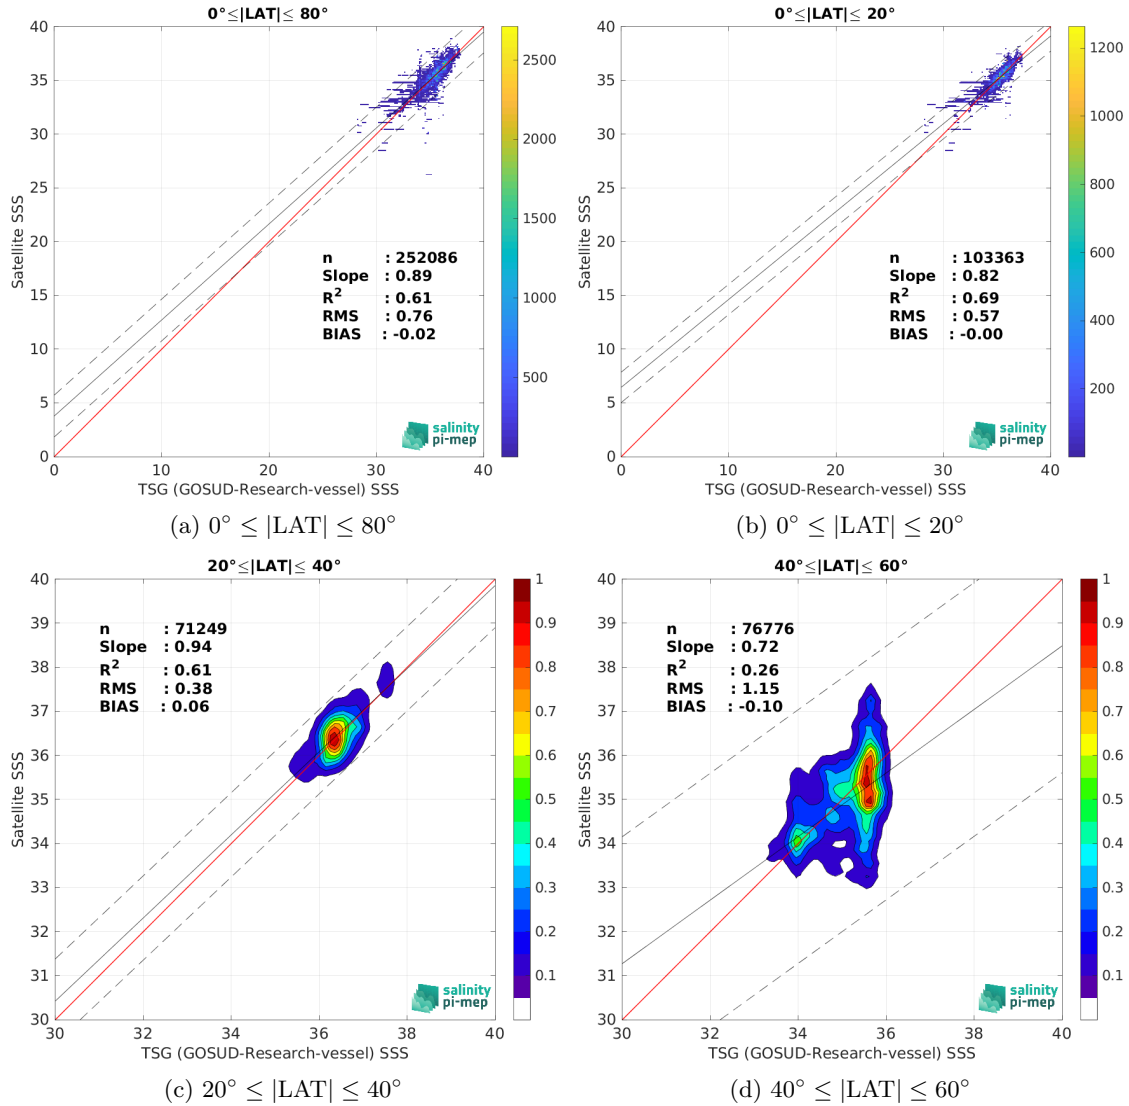 0°≤|LAT|≤ 80°
40
35
30
25
20
15
10
5
0
Satellite SSS
n : 252086
Slope : 0.89
R² : 0.61
RMS : 0.76
BIAS : -0.02
salinity
pi-mep
0 10 20 30 40
TSG (GOSUD-Research-vessel) SSS
2500
2000
1500
1000
500
(a) 0° ≤ |LAT| ≤ 80°
0°≤|LAT|≤ 20°
40
35
30
25
20
15
10
5
0
Satellite SSS
n : 103363
Slope : 0.82
R² : 0.69
RMS : 0.57
BIAS : -0.00
salinity
pi-mep
0 10 20 30 40
TSG (GOSUD-Research-vessel) SSS
1200
1000
800
600
400
200
(b) 0° ≤ |LAT| ≤ 20°
20°≤|LAT|≤ 40°
40
39
38
37
36
35
34
33
32
31
30
Satellite SSS
n : 71249
Slope : 0.94
R² : 0.61
RMS : 0.38
BIAS : 0.06
salinity
pi-mep
30 32 34 36 38 40
TSG (GOSUD-Research-vessel) SSS
1
0.9
0.8
0.7
0.6
0.5
0.4
0.3
0.2
0.1
(c) 20° ≤ |LAT| ≤ 40°
40°≤|LAT|≤ 60°
40
39
38
37
36
35
34
33
32
31
30
Satellite SSS
n : 76776
Slope : 0.72
R² : 0.26
RMS : 1.15
BIAS : -0.10
salinity
pi-mep
30 32 34 36 38 40
TSG (GOSUD-Research-vessel) SSS
1
0.9
0.8
0.7
0.6
0.5
0.4
0.3
0.2
0.1
(d) 40° ≤ |LAT| ≤ 60°